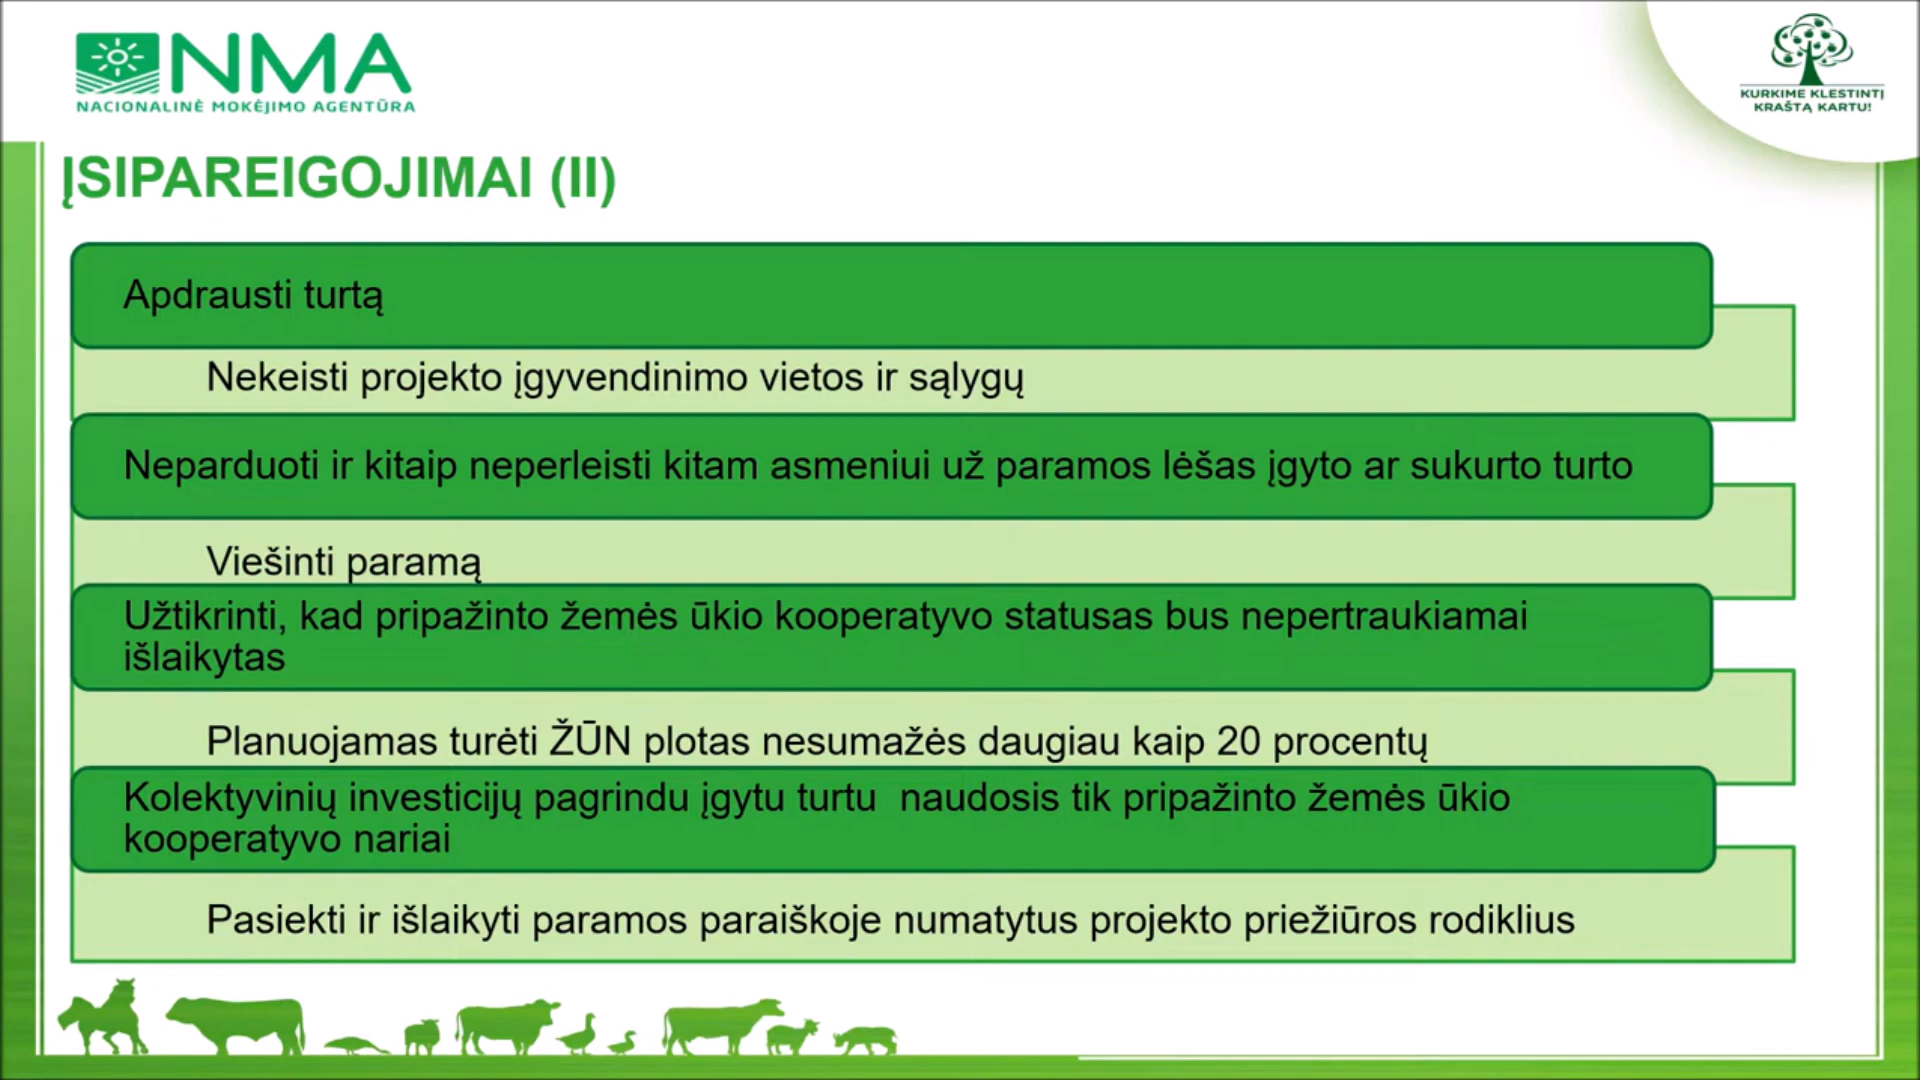 NMA
NACIONALINĖ MOKĖJIMO AGENTŪRA
KURKIME KLESTINTĮ
KRAŠTĄ KARTU!
ĮSIPAREIGOJIMAI (II)
Apdrausti turtą
Nekeisti projekto įgyvendinimo vietos ir sąlygų
Neparduoti ir kitaip neperleisti kitam asmeniui už paramos lėšas įgyto ar sukurto turto
Viešinti paramą
Užtikrinti, kad pripažinto žemės ūkio kooperatyvo statusas bus nepertraukiamai
išlaikytas
Planuojamas turėti ŽŪN plotas nesumažės daugiau kaip 20 procentų
Kolektyvinių investicijų pagrindu įgytu turtu  naudosis tik pripažinto žemės ūkio
kooperatyvo nariai
Pasiekti ir išlaikyti paramos paraiškoje numatytus projekto priežiūros rodiklius